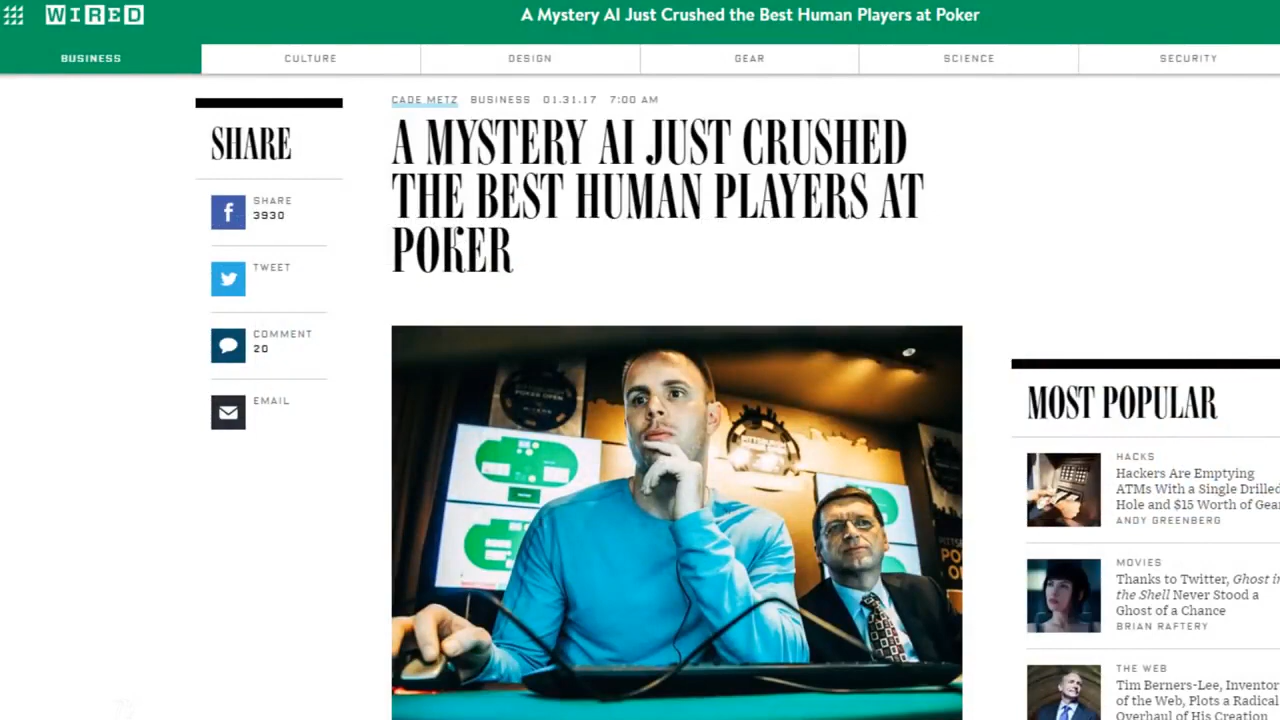 WIRED
A Mystery AI Just Crushed the Best Human Players at Poker
BUSINESS
CULTURE
DESIGN
GEAR
SCIENCE
SECURITY
SHARE
SHARE
3930
TWEET
COMMENT
20
EMAIL
CADE METZ BUSINESS 01.31.17 7:00 AM
A MYSTERY AI JUST CRUSHED
THE BEST HUMAN PLAYERS AT
POKER
MOST POPULAR
HACKS
Hackers Are Emptying
ATMs With a Single Drilled
Hole and $15 Worth of Gear
ANDY GREENBERG
MOVIES
Thanks to Twitter, Ghost in
the Shell Never Stood a
Ghost of a Chance
BRIAN RAFTERY
THE WEB
Tim Berners-Lee, Inventor
of the Web, Plots a Radical
Overhaul of His Creation